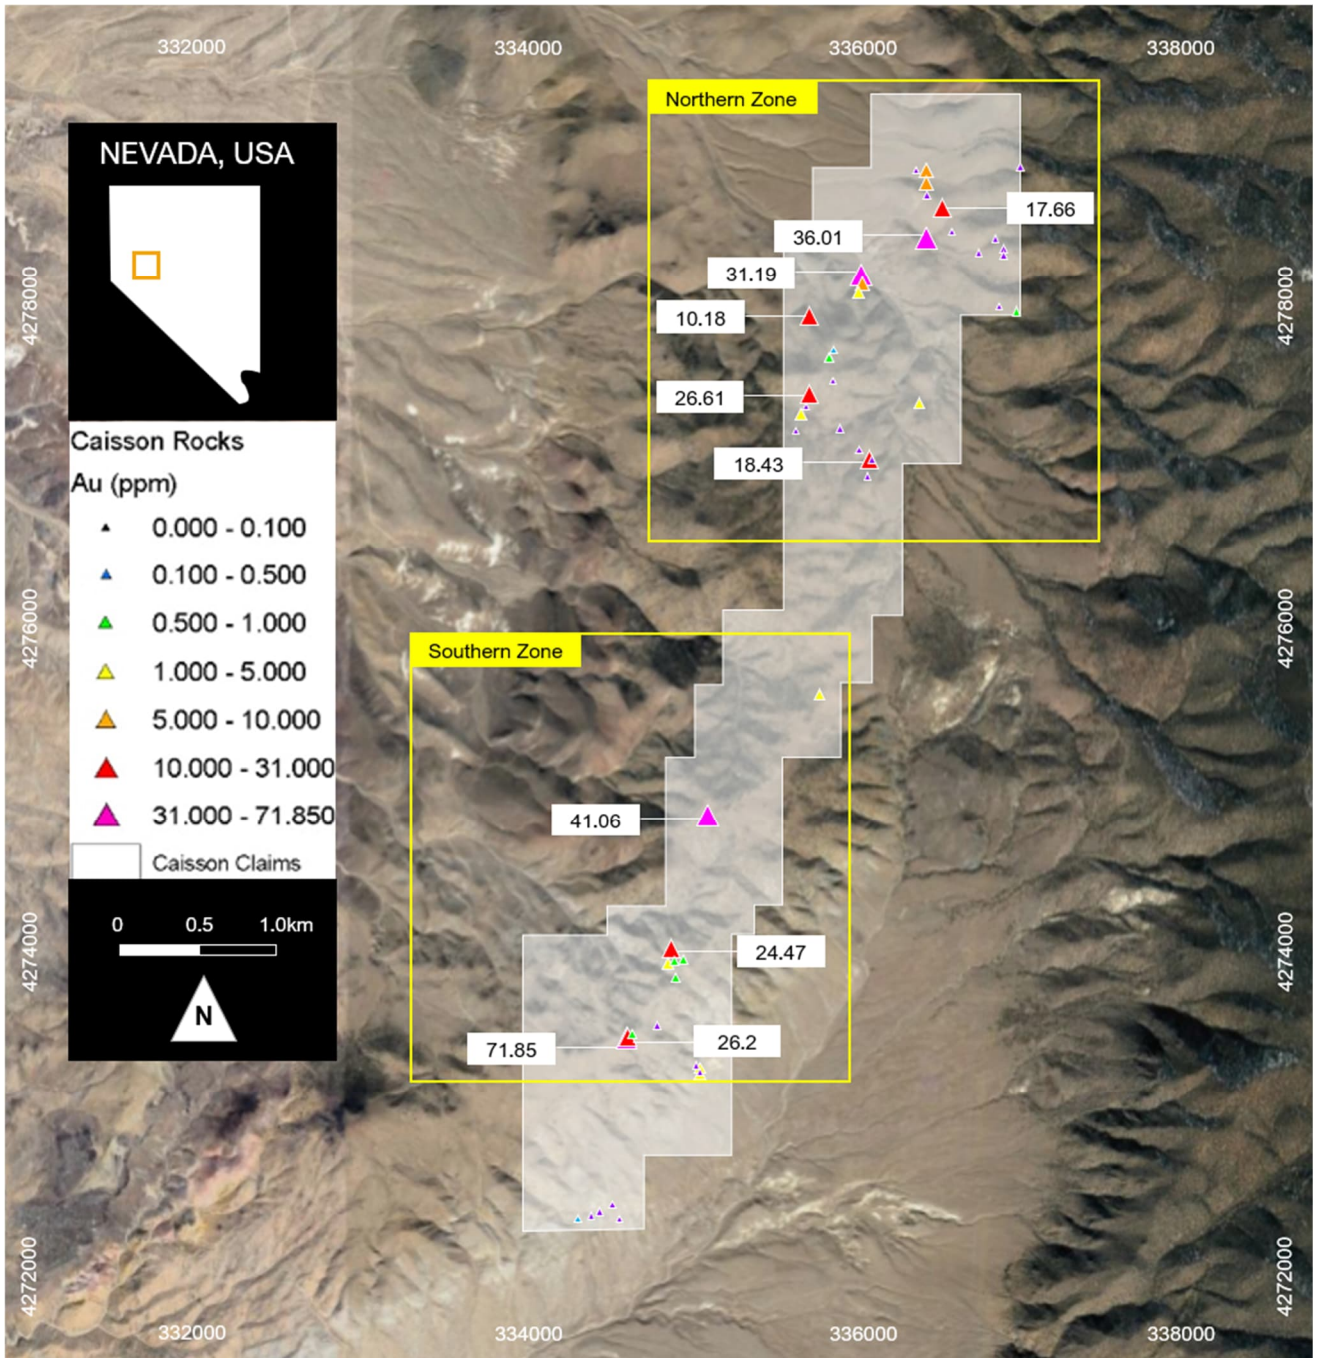 332000
334000
336000
338000
Northern Zone
NEVADA, USA
17.66
36.01
31.19
4278000
4278000
10.18
26.61
18.43
Caisson Rocks
Au (ppm)
0.000 - 0.100
0.100 - 0.500
0.500 - 1.000
1.000 - 5.000
5.000 - 10.000
10.000 - 31.000
31.000 - 71.850
Caisson Claims
4276000
4276000
Southern Zone
41.06
0
0.5
1.0km
N
4274000
4274000
24.47
71.85
26.2
4272000
4272000
332000
334000
336000
338000